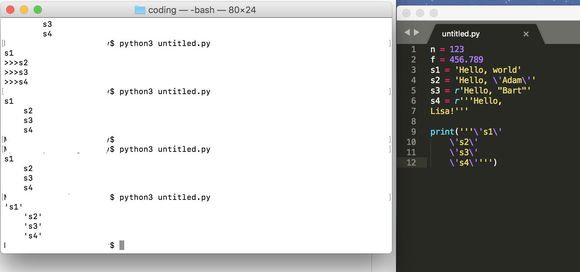 coding — -bash — 80×24
s3
s4
$ python3 untitled.py
s1
>>>s2
>>>s3
>>>s4
$ python3 untitled.py
s1
s2
s3
s4
$
$ python3 untitled.py
s1
s2
s3
s4
$ python3 untitled.py
's1'
's2'
's3'
's4'
$
untitled.py ×
1 n = 123
2 f = 456.789
3 s1 = 'Hello, world'
4 s2 = 'Hello, \'Adam\''
5 s3 = r'Hello, "Bart"'
6 s4 = r'''Hello,
7 Lisa!'''
8
9 print('''\'s1\'
10 \'s2\'
11 \'s3\'
12 \'s4\'''')